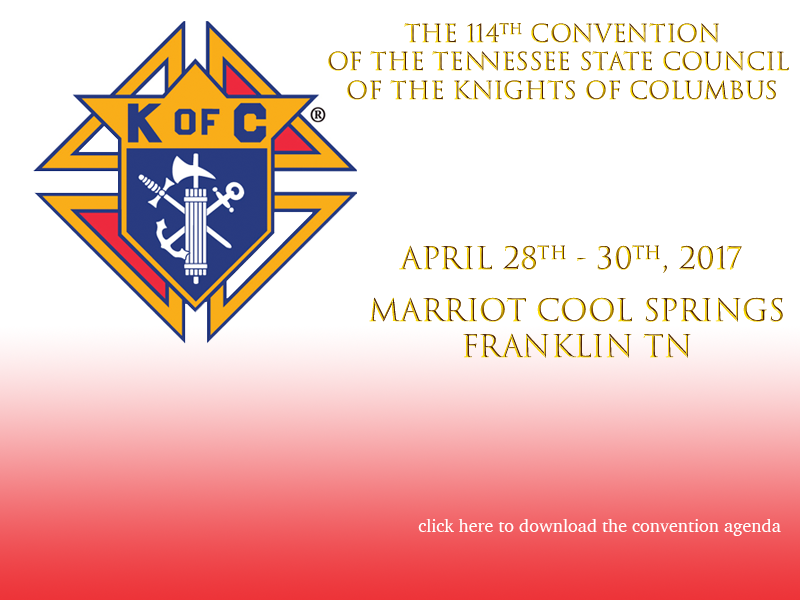 THE 114TH CONVENTION
OF THE TENNESSEE STATE COUNCIL
OF THE KNIGHTS OF COLUMBUS
K OF C
®
APRIL 28TH - 30TH, 2017
MARRIOT COOL SPRINGS
FRANKLIN TN
click here to download the convention agenda